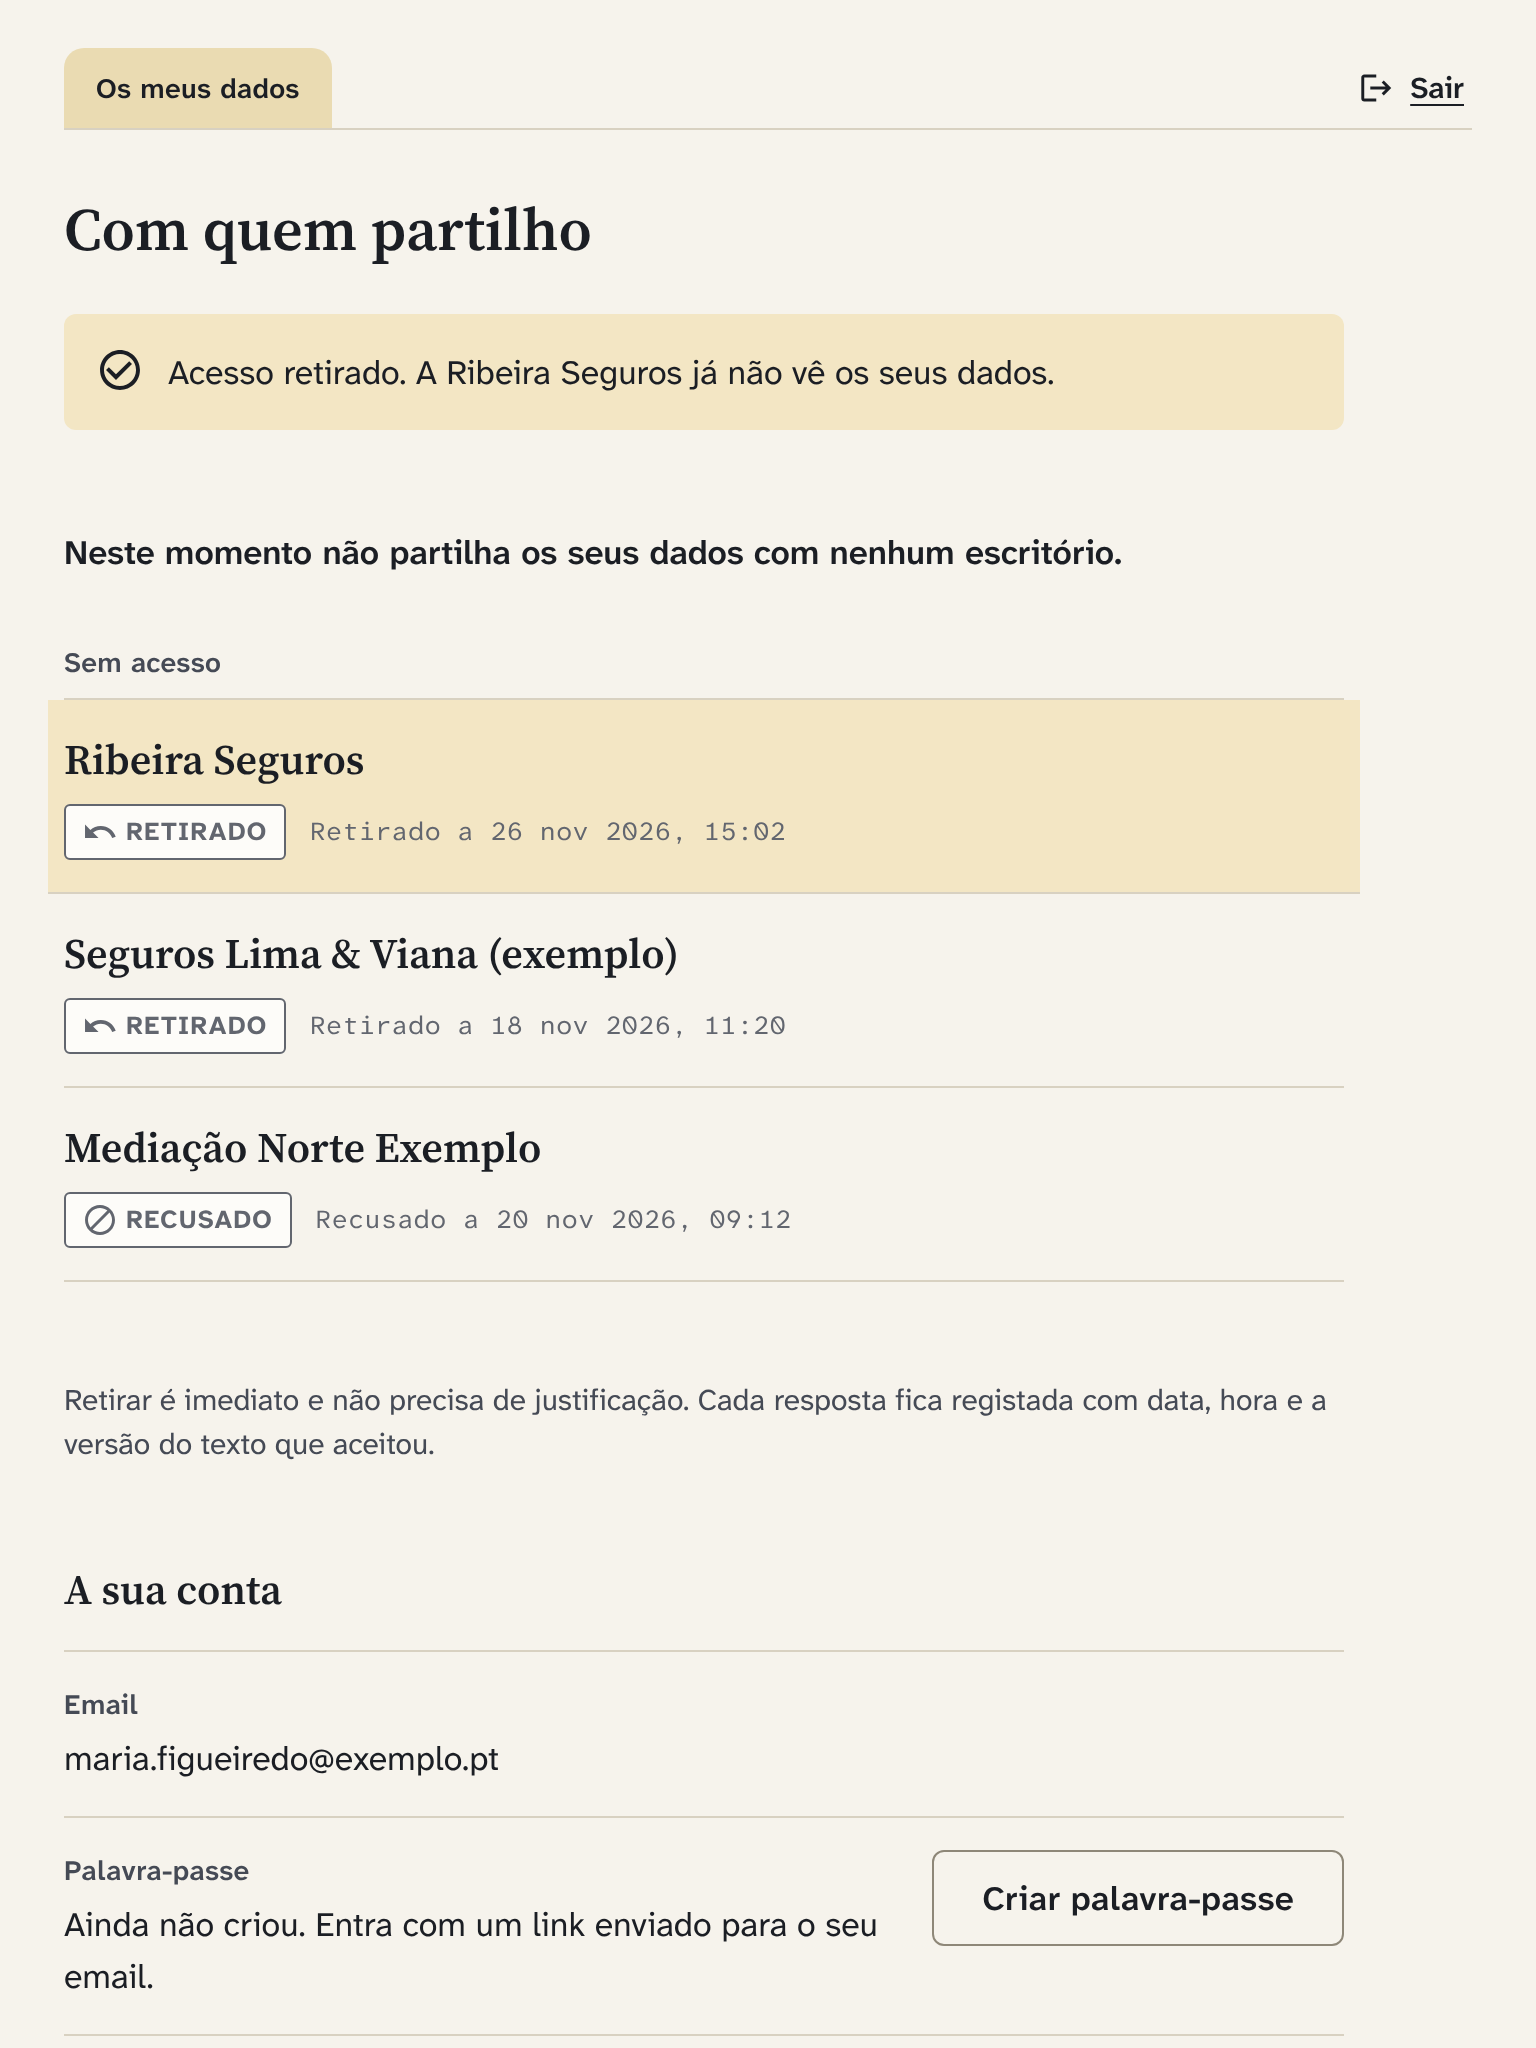 Os meus dados
Sair
Com quem partilho
Acesso retirado. A Ribeira Seguros já não vê os seus dados.
Neste momento não partilha os seus dados com nenhum escritório.
Sem acesso
Ribeira Seguros
RETIRADO Retirado a 26 nov 2026, 15:02
Seguros Lima & Viana (exemplo)
RETIRADO Retirado a 18 nov 2026, 11:20
Mediação Norte Exemplo
RECUSADO Recusado a 20 nov 2026, 09:12
Retirar é imediato e não precisa de justificação. Cada resposta fica registada com data, hora e a
versão do texto que aceitou.
A sua conta
Email
maria.figueiredo@exemplo.pt
Palavra-passe
Ainda não criou. Entra com um link enviado para o seu
email.
Criar palavra-passe